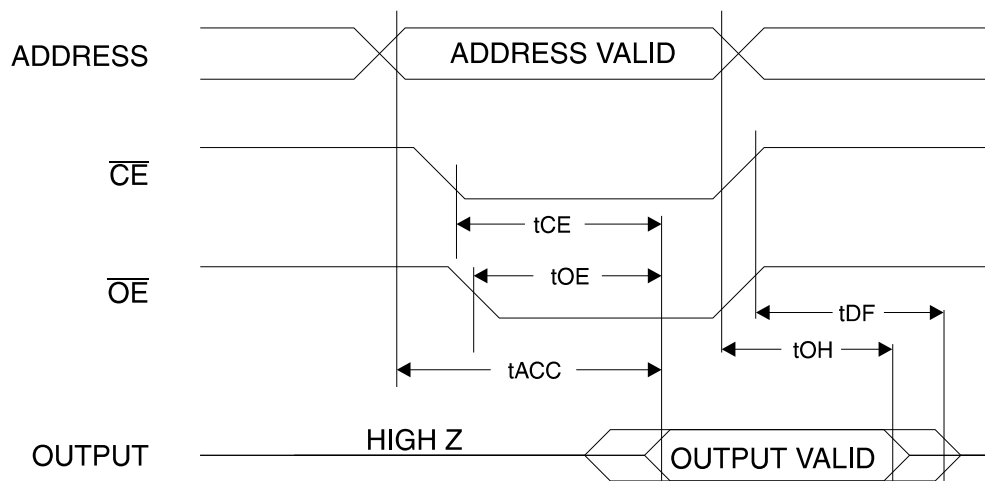 ADDRESS
ADDRESS VALID
CE
tCE
OE
tOE
tDF
tOH
tACC
HIGH Z
OUTPUT
OUTPUT VALID